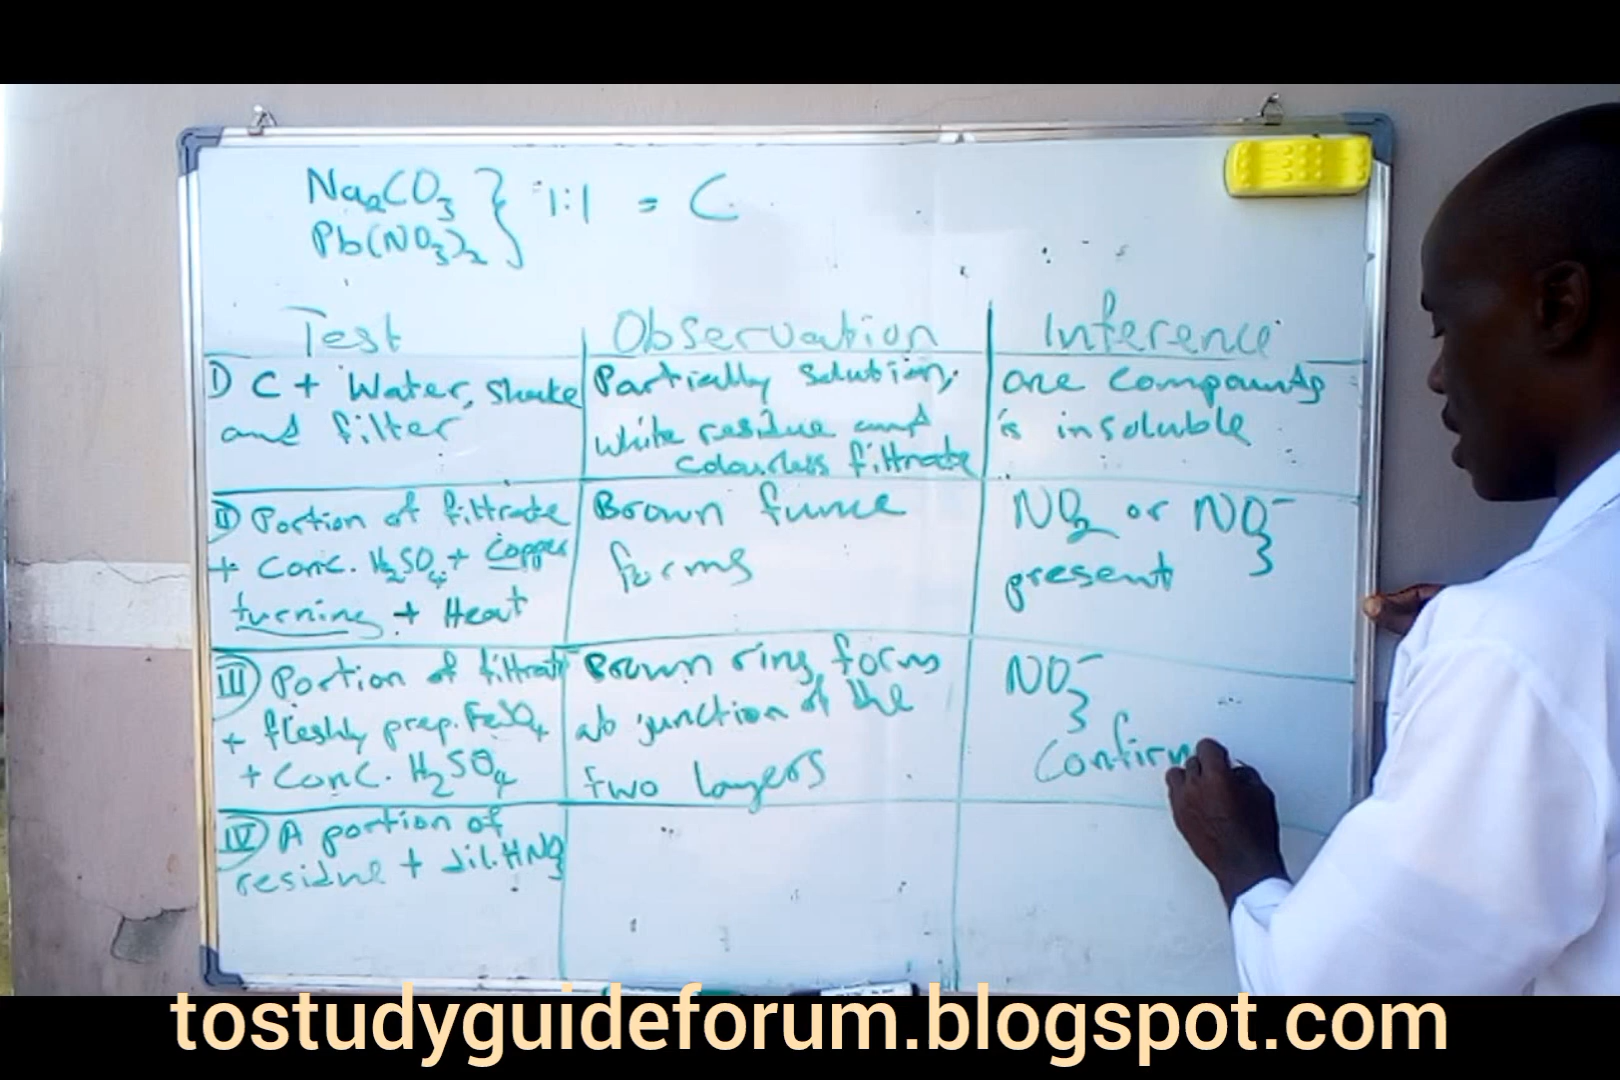 Na2CO3 } 1:1 = C
Pb(NO3)2
Test Observation Inference
I) C + Water, Shake
and filter
Partially Solution,
White residue and
colourless filtrate
one compounds
is insoluble
II) Portion of filtrate
+ Conc. H2SO4 + Copper
turning + Heat
Brown fume
forms
NO2 or NO3-
present
III) Portion of filtrate
+ fleshly prep. FeSO4
+ Conc. H2SO4
Brown ring forms
at junction of the
two layers
NO3-
Confirm
IV) A portion of
residue + dil. HNO3
tostudyguideforum.blogspot.com